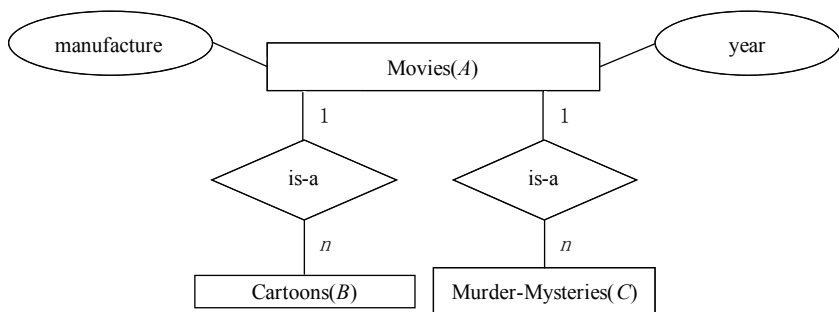 manufacture
Movies(A)
year
1
1
is-a
is-a
n
n
Cartoons(B)
Murder-Mysteries(C)